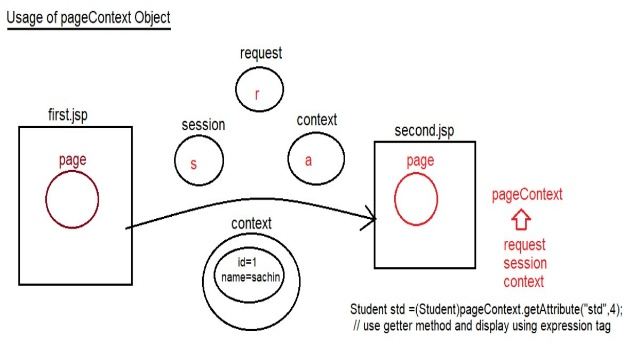 Usage of pageContext Object
request
r
first.jsp
session
context
second.jsp
page
s
a
page
pageContext
context
id=1
name=sachin
request
session
context
Student std =(Student)pageContext.getAttribute("std",4);
// use getter method and display using expression tag